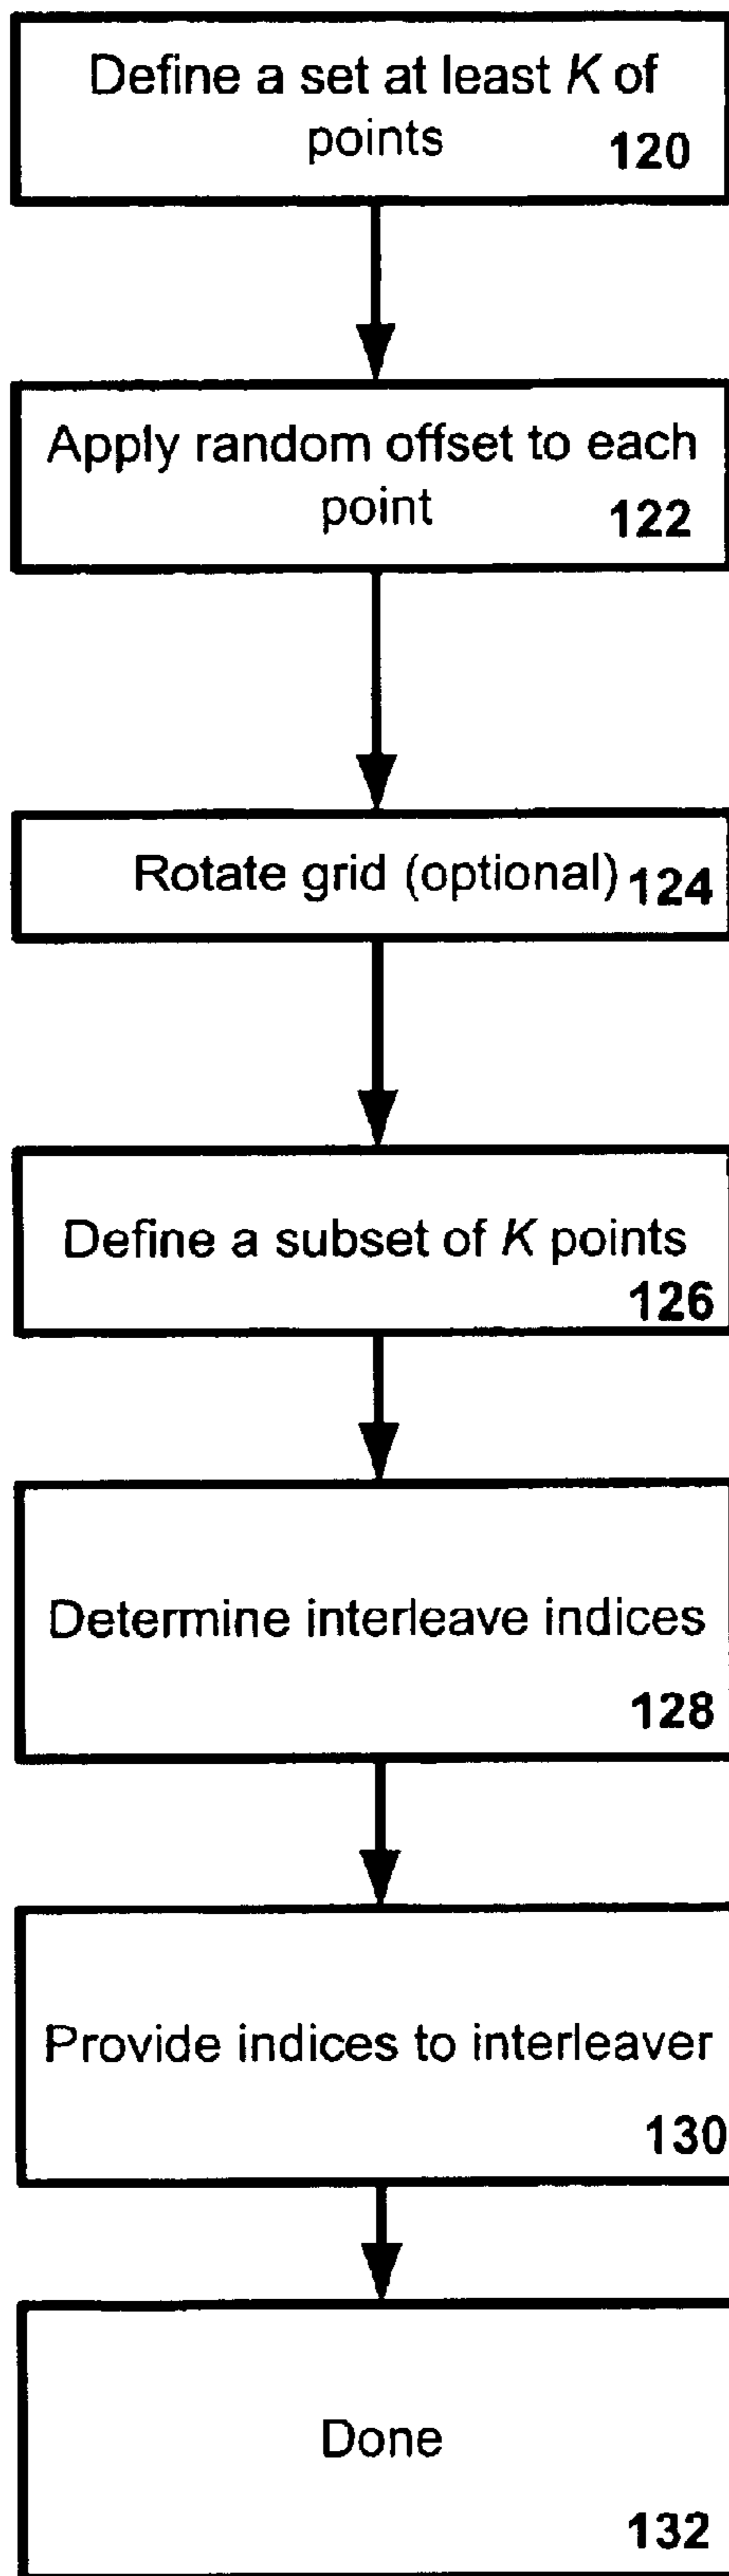 Define a set at least K of
points 120
Apply random offset to each
point 122
Rotate grid (optional) 124
Define a subset of K points
126
Determine interleave indices
128
Provide indices to interleaver
130
Done
132